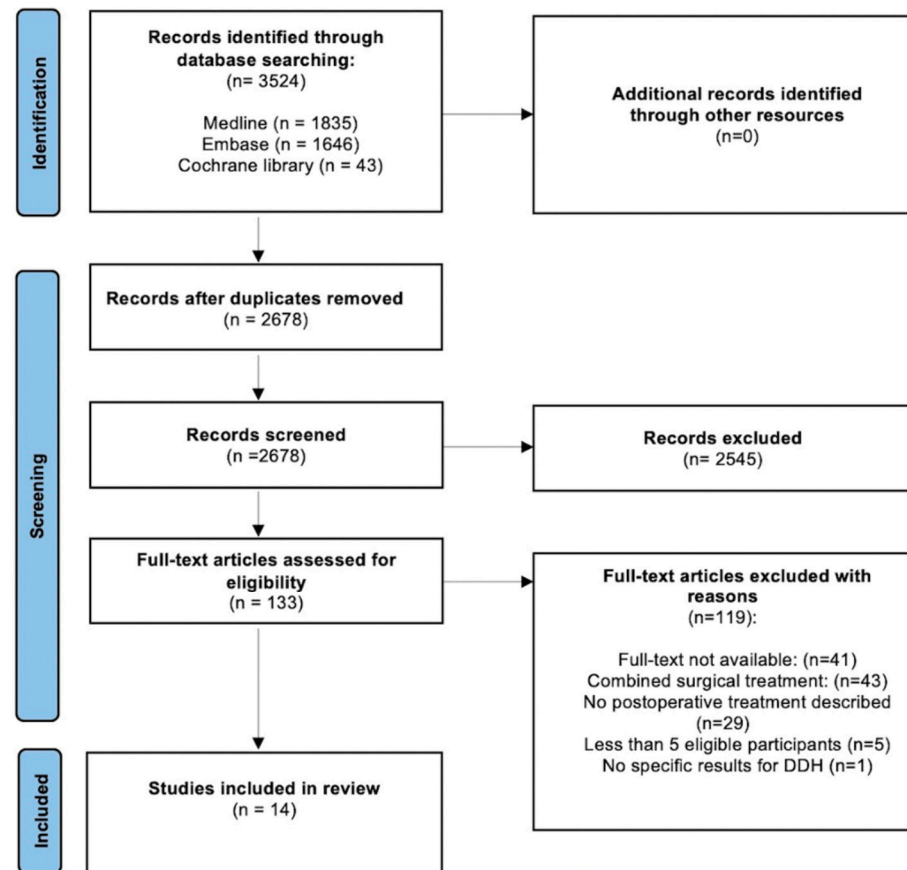 Identification
Records identified through
database searching:
(n= 3524)
Medline (n = 1835)
Embase (n = 1646)
Cochrane library (n = 43)
Additional records identified
through other resources
(n=0)
Screening
Records after duplicates removed
(n = 2678)
Records screened
(n =2678)
Records excluded
(n= 2545)
Full-text articles assessed for
eligibility
(n = 133)
Full-text articles excluded with
reasons
(n=119):
Full-text not available: (n=41)
Combined surgical treatment: (n=43)
No postoperative treatment described
(n=29)
Less than 5 eligible participants (n=5)
No specific results for DDH (n=1)
Included
Studies included in review
(n = 14)